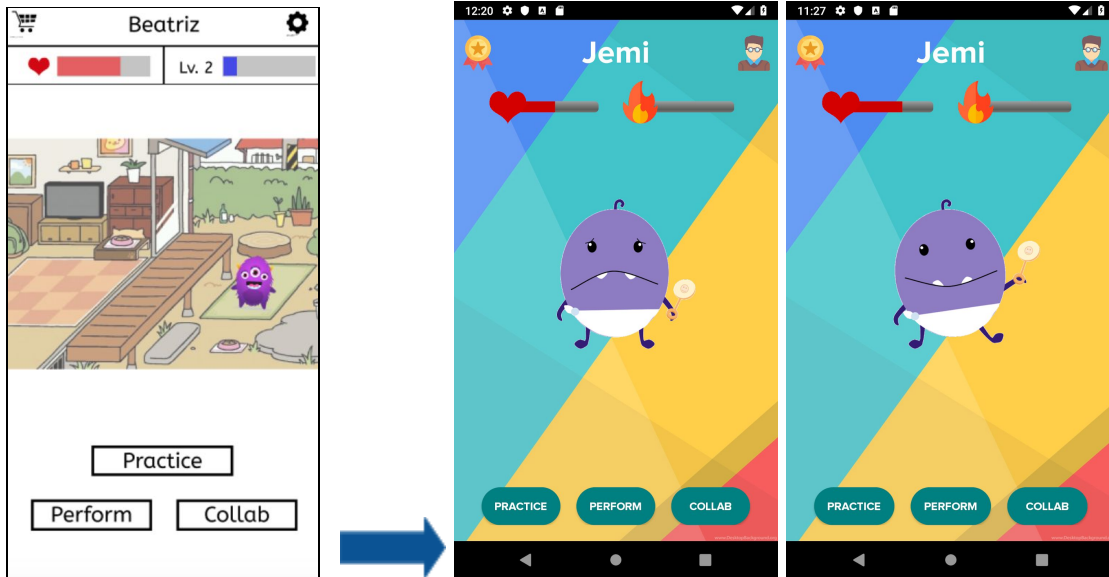 Beatriz
Lv. 2
Practice
Perform
Collab
12:20
Jemi
PRACTICE
PERFORM
COLLAB
11:27
Jemi
PRACTICE
PERFORM
COLLAB